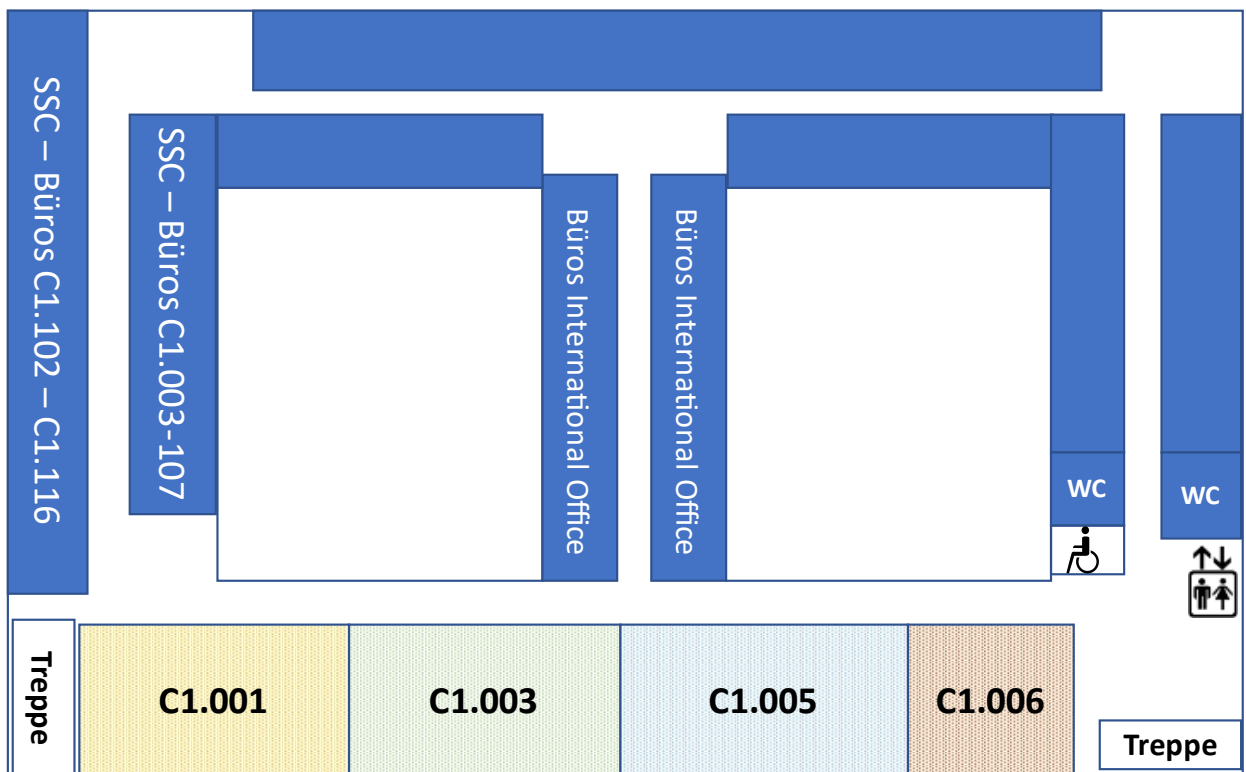 SSC – Büros C1.102 – C1.116
SSC – Büros C1.003-107
Büros International Office
Büros International Office
WC
WC
Treppe
C1.001
C1.003
C1.005
C1.006
Treppe